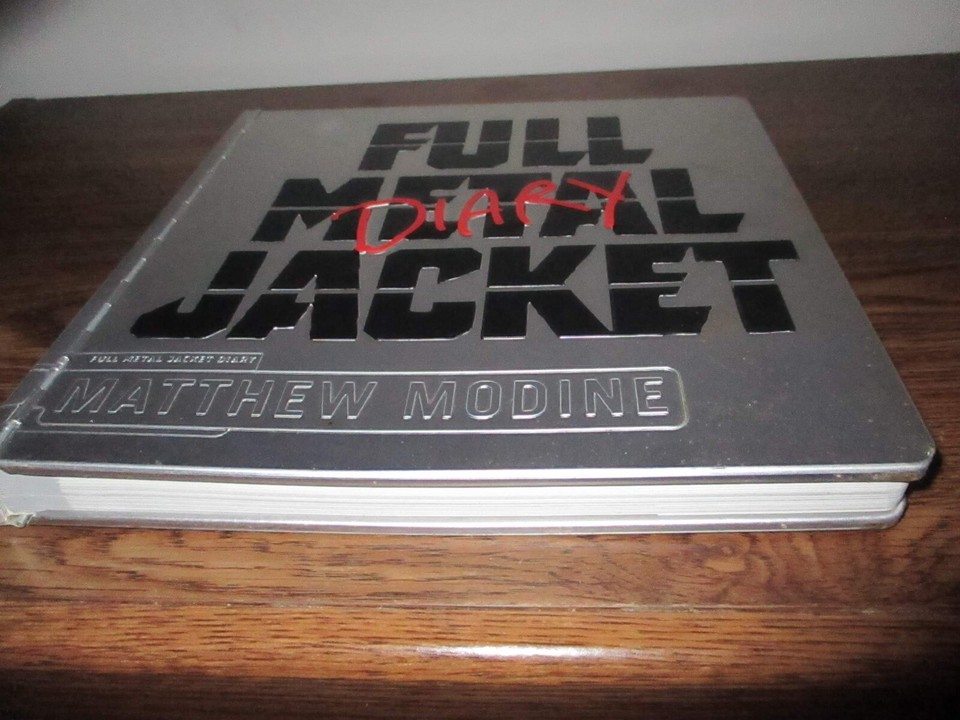 FULL
METAL
DIARY
JACKET
FULL METAL JACKET DIARY
MATTHEW MODINE